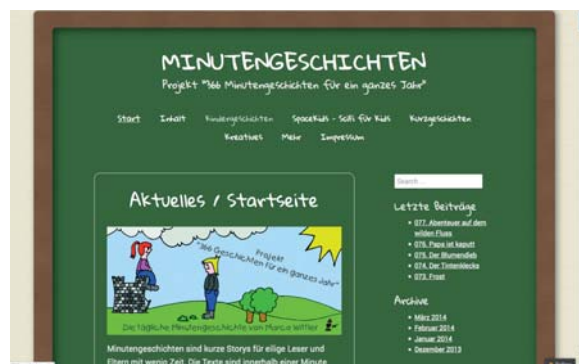 MINUTENGESCHICHTEN
Projekt "366 Minutengeschichten für ein ganzes Jahr"
Start Inhalt Kindergeschichten SpaceKids - SciFi für Kids Kurzgeschichten
Kreatives Mehr Impressum
Aktuelles / Startseite
Projekt
"366 Geschichten für ein ganzes Jahr"
Die tägliche Minutengeschichte von Marco Wittler
Minutengeschichten sind kurze Storys für eilige Leser und
Eltern mit wenig Zeit. Die Texte sind innerhalb einer Minute
Search …
Letzte Beiträge
077. Abenteuer auf dem
wilden Fluss
076. Papa ist kaputt
075. Der Blumendieb
074. Der Tintenklecks
073. Frost
Archive
März 2014
Februar 2014
Januar 2014
Dezember 2013